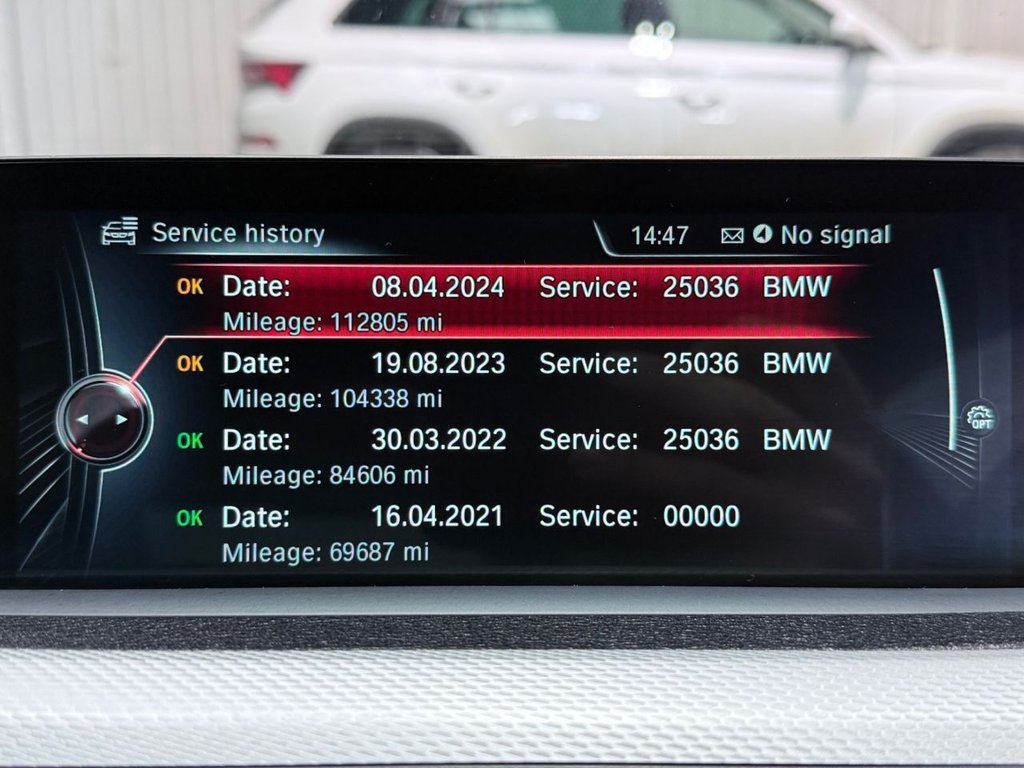 Service history 14:47 No signal
OK Date: 08.04.2024 Service: 25036 BMW
Mileage: 112805 mi
OK Date: 19.08.2023 Service: 25036 BMW
Mileage: 104338 mi
OK Date: 30.03.2022 Service: 25036 BMW
Mileage: 84606 mi
OPT
OK Date: 16.04.2021 Service: 00000
Mileage: 69687 mi